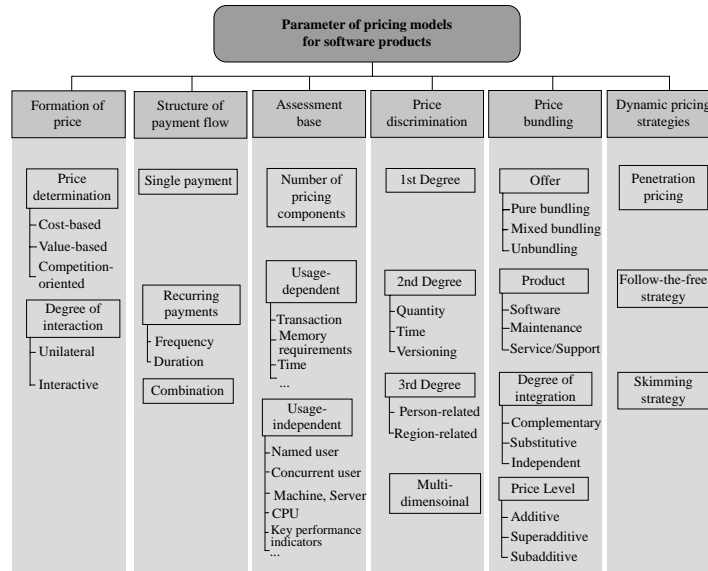 Parameter of pricing models
for software products
Formation of
price
Price
determination
Cost-based
Value-based
Competition-
oriented
Degree of
interaction
Unilateral
Interactive
Structure of
payment flow
Single payment
Recurring
payments
Frequency
Duration
Combination
Assessment
base
Number of
pricing
components
Usage-
dependent
Transaction
Memory
requirements
Time
...
Usage-
independent
Named user
Concurrent user
Machine, Server
CPU
Key performance
indicators
...
Price
discrimination
1st Degree
2nd Degree
Quantity
Time
Versioning
3rd Degree
Person-related
Region-related
Multi-
dimensoinal
Price
bundling
Offer
Pure bundling
Mixed bundling
Unbundling
Product
Software
Maintenance
Service/Support
Degree of
integration
Complementary
Substitutive
Independent
Price Level
Additive
Superadditive
Subadditive
Dynamic pricing
strategies
Penetration
pricing
Follow-the-free
strategy
Skimming
strategy